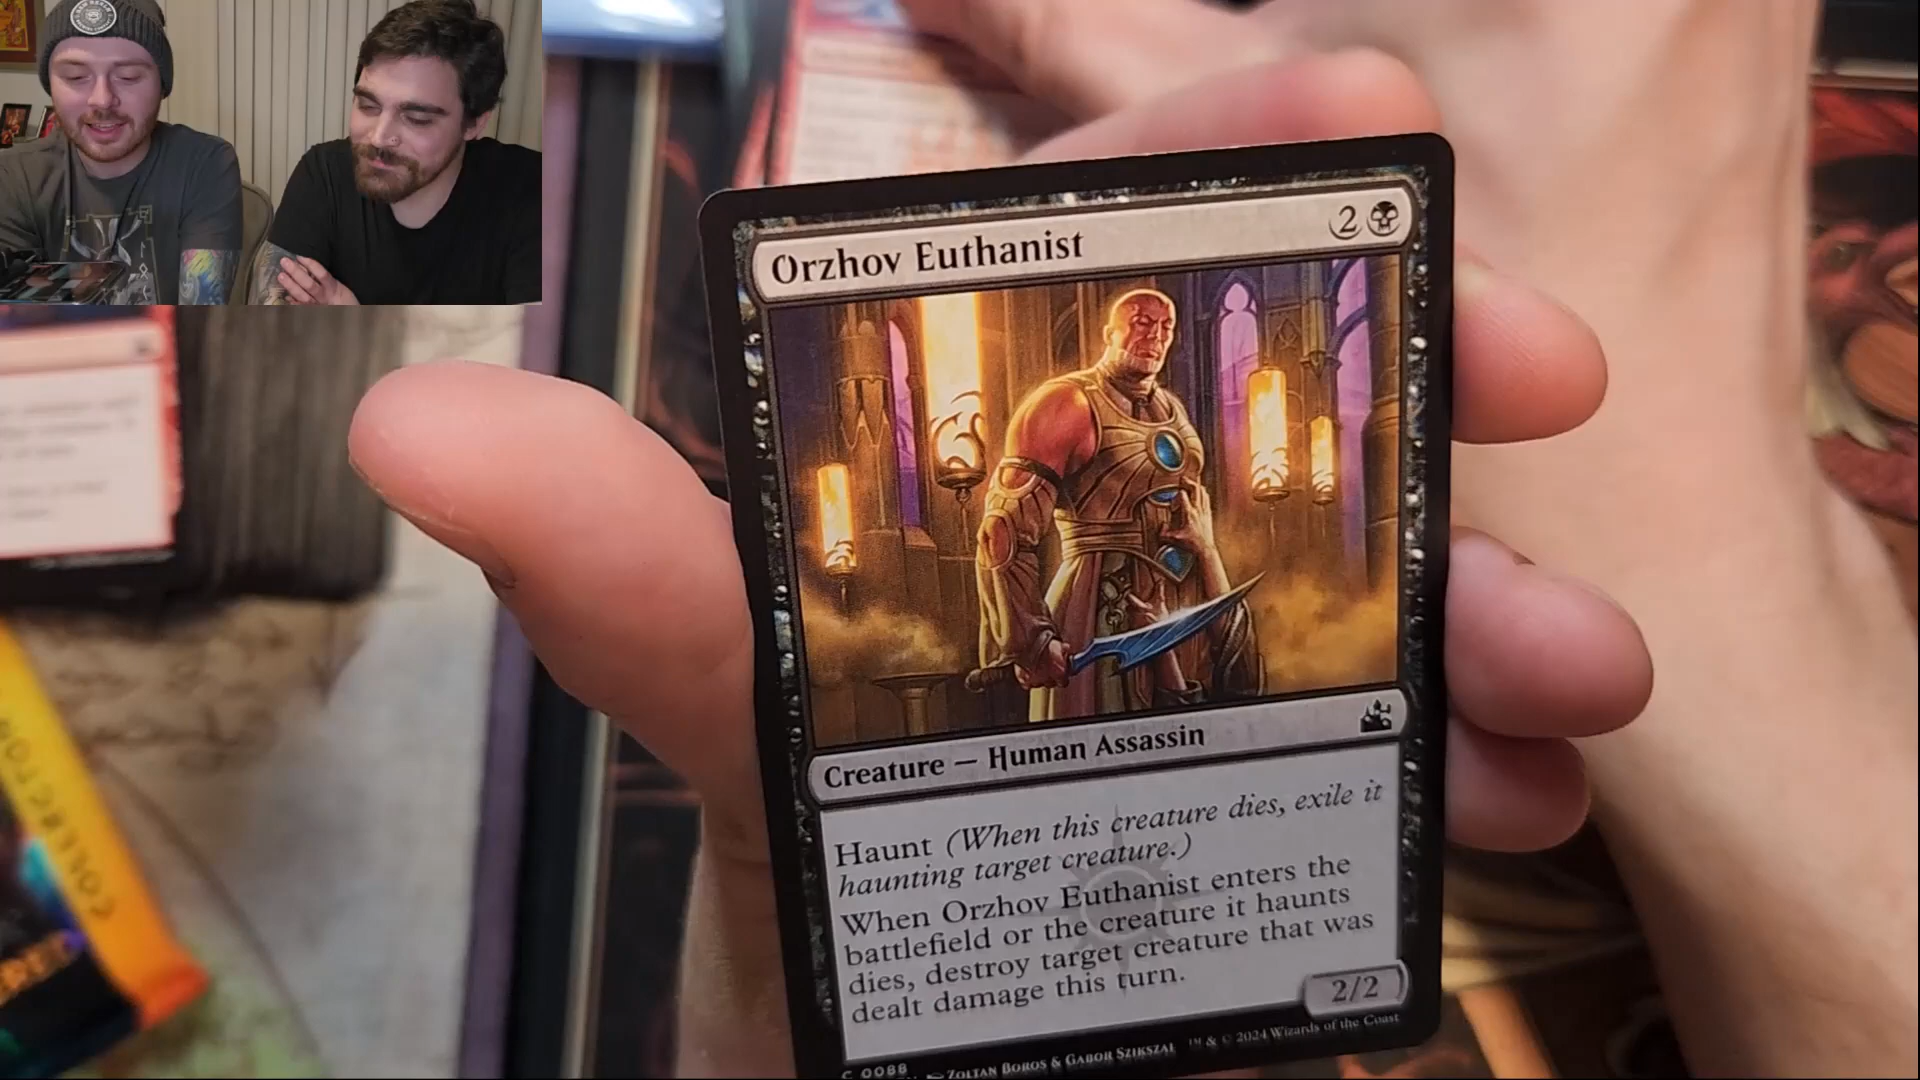 Orzhov Euthanist
2
Creature — Human Assassin
Haunt (When this creature dies, exile it
haunting target creature.)
When Orzhov Euthanist enters the
battlefield or the creature it haunts
dies, destroy target creature that was
dealt damage this turn.
2/2
™ & © 2024 Wizards of the Coast
C 0088
ZOLTAN BOROS & GABOR SZIKSZAI